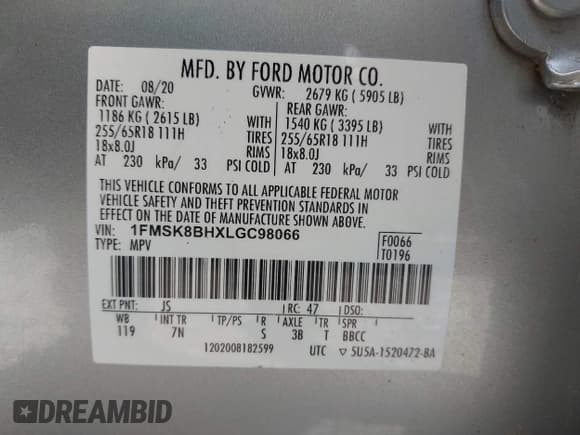 MFD. BY FORD MOTOR CO.
DATE: 08/20 GVWR: 2679 KG ( 5905 LB)
FRONT GAWR: REAR GAWR:
1186 KG ( 2615 LB) WITH 1540 KG ( 3395 LB) WITH
255/65R18 111H TIRES 255/65R18 111H TIRES
18x8.0J RIMS 18x8.0J RIMS
AT 230 kPa/ 33 PSI COLD AT 230 kPa/ 33 PSI COLD
THIS VEHICLE CONFORMS TO ALL APPLICABLE FEDERAL MOTOR
VEHICLE SAFETY AND THEFT PREVENTION STANDARDS IN
EFFECT ON THE DATE OF MANUFACTURE SHOWN ABOVE.
VIN: 1FMSK8BHXLGC98066 F0066
TYPE: MPV T0196
EXT PNT: JS RC: 47 DSO:
WB INT TR TP/PS R AXLE TR SPR
119 7N S 3B T BBCC
1202008182599 UTC ▽ 5U5A-1520472-BA
DREAMBID